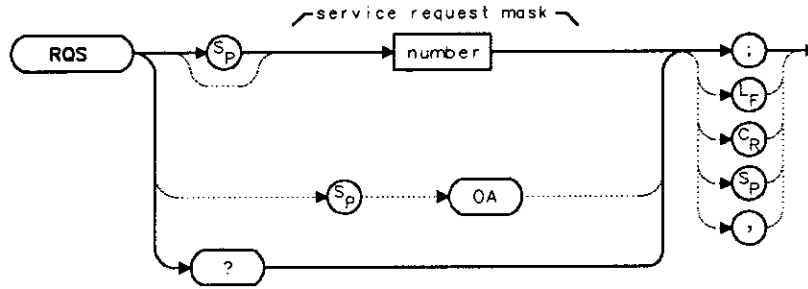 service request mask
RQS SP number ;
LF
CR
SP OA SP
,
?